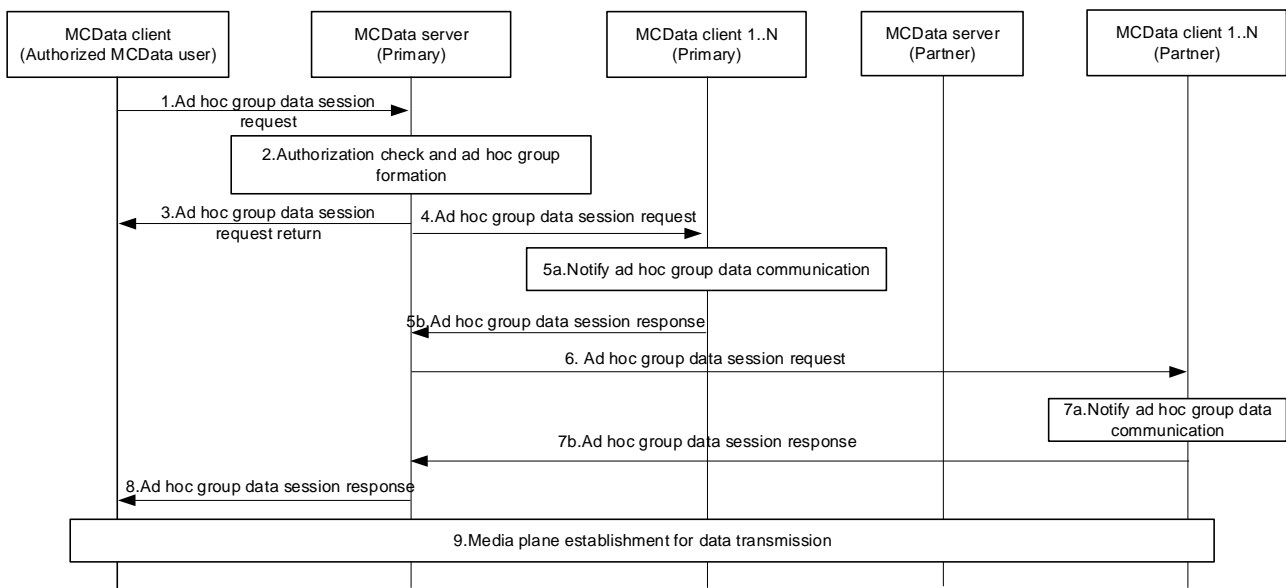 MCData client
(Authorized MCData user)
MCData server
(Primary)
MCData client 1..N
(Primary)
MCData server
(Partner)
MCData client 1..N
(Partner)
1.Ad hoc group data session
request
2.Authorization check and ad hoc group
formation
3.Ad hoc group data session
request return
4.Ad hoc group data session request
5a.Notify ad hoc group data communication
5b.Ad hoc group data session response
6. Ad hoc group data session request
7a.Notify ad hoc group data
communication
7b.Ad hoc group data session response
8.Ad hoc group data session response
9.Media plane establishment for data transmission